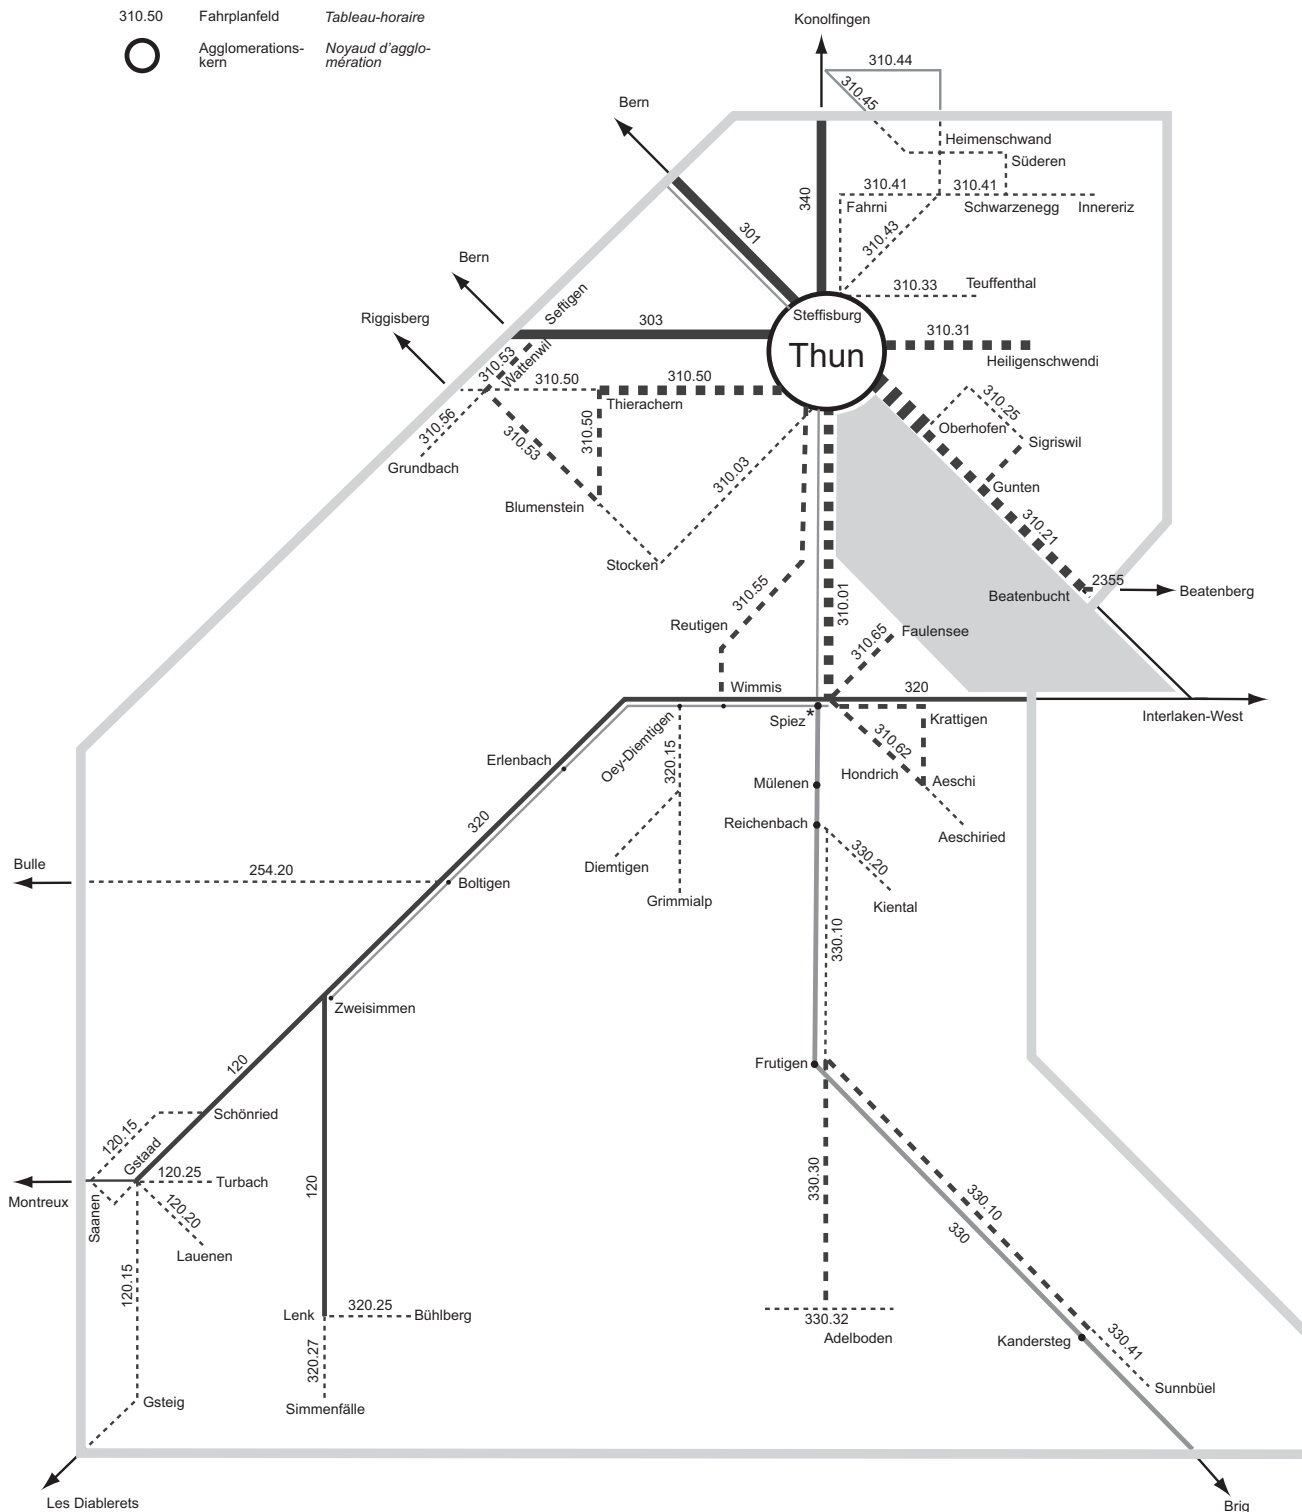 310.50 Fahrplanfeld Tableau-horaire
Agglomerations- Noyaud d'agglo-
kern mération
Konolfingen
310.44
310.45
Bern
Heimenschwand
Süderen
310.41 310.41
340
Fahrni Schwarzenegg Innereriz
301
310.43
Bern
Teuffenthal
310.33
Seftigen
Riggisberg
Steffisburg
303
310.31
Thun
Heiligenschwendi
310.53
Wattenwil
310.50 310.50
Thierachern
310.25
Oberhofen
310.56
310.53
310.50
Sigriswil
Grundbach
310.03
Gunten
Blumenstein
310.21
Stocken
2355
Beatenbucht
Beatenberg
310.55
310.01
Reutigen
310.65
Faulensee
Wimmis
320
Spiez
*
Krattigen
Interlaken-West
Oey-Diemtigen
310.62
Erlenbach
320.15
Hondrich
Aeschi
Mülenen
320
Reichenbach
Aeschiried
Bulle
254.20
Boltigen
Diemtigen
330.20
Grimmialp
Kiental
330.10
Zweisimmen
120
Frutigen
Schönried
120.15
Gstaad
120.25
Turbach
Montreux
Saanen
120.20
Lauenen
120
330.30
330.10
330
120.15
Lenk
320.25
Bühlberg
330.32
Adelboden
Kandersteg
330.41
320.27
Sunnbüel
Gsteig
Simmenfälle
Les Diablerets
Brig